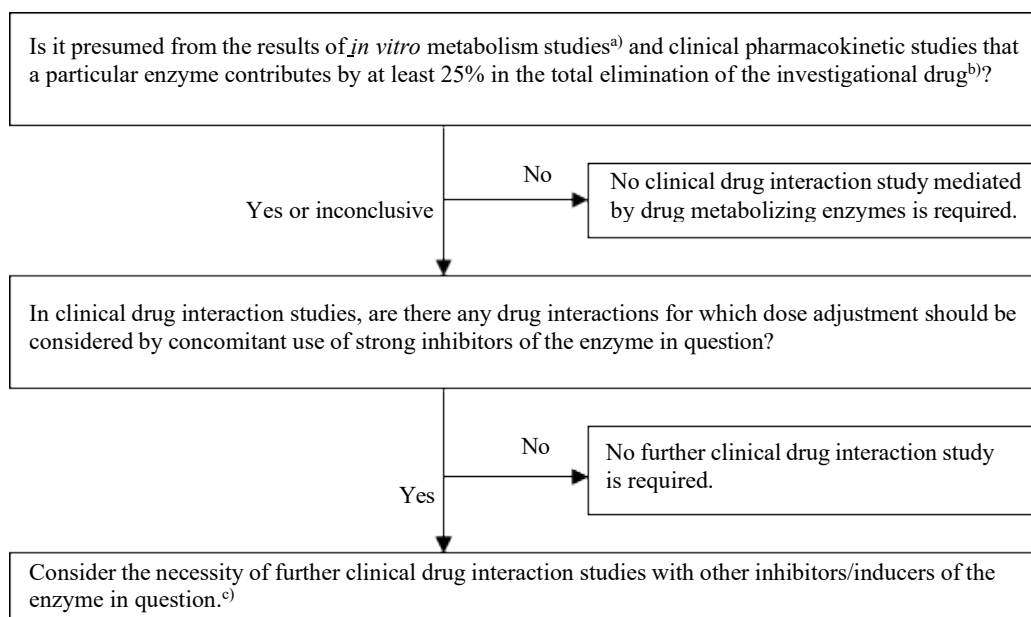 Is it presumed from the results of in vitro metabolism studiesa) and clinical pharmacokinetic studies that
a particular enzyme contributes by at least 25% in the total elimination of the investigational drugb)?
No
No clinical drug interaction study mediated
by drug metabolizing enzymes is required.
Yes or inconclusive
In clinical drug interaction studies, are there any drug interactions for which dose adjustment should be
considered by concomitant use of strong inhibitors of the enzyme in question?
No
No further clinical drug interaction study
is required.
Yes
Consider the necessity of further clinical drug interaction studies with other inhibitors/inducers of the
enzyme in question.c)